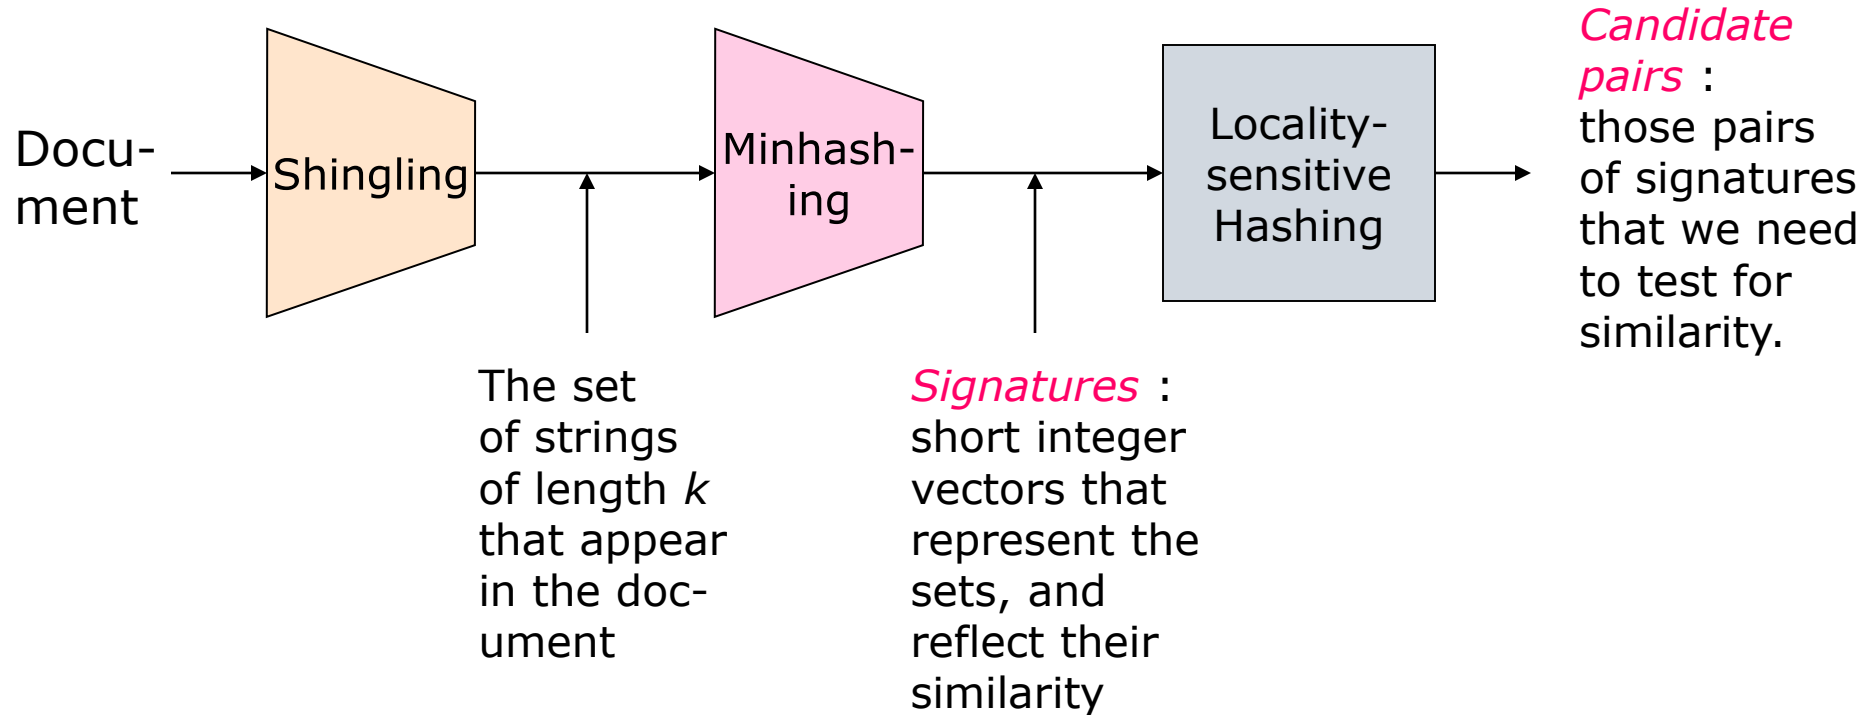 Docu-
ment
Shingling
The set
of strings
of length k
that appear
in the doc-
ument
Minhash-
ing
Signatures :
short integer
vectors that
represent the
sets, and
reflect their
similarity
Locality-
sensitive
Hashing
Candidate
pairs :
those pairs
of signatures
that we need
to test for
similarity.